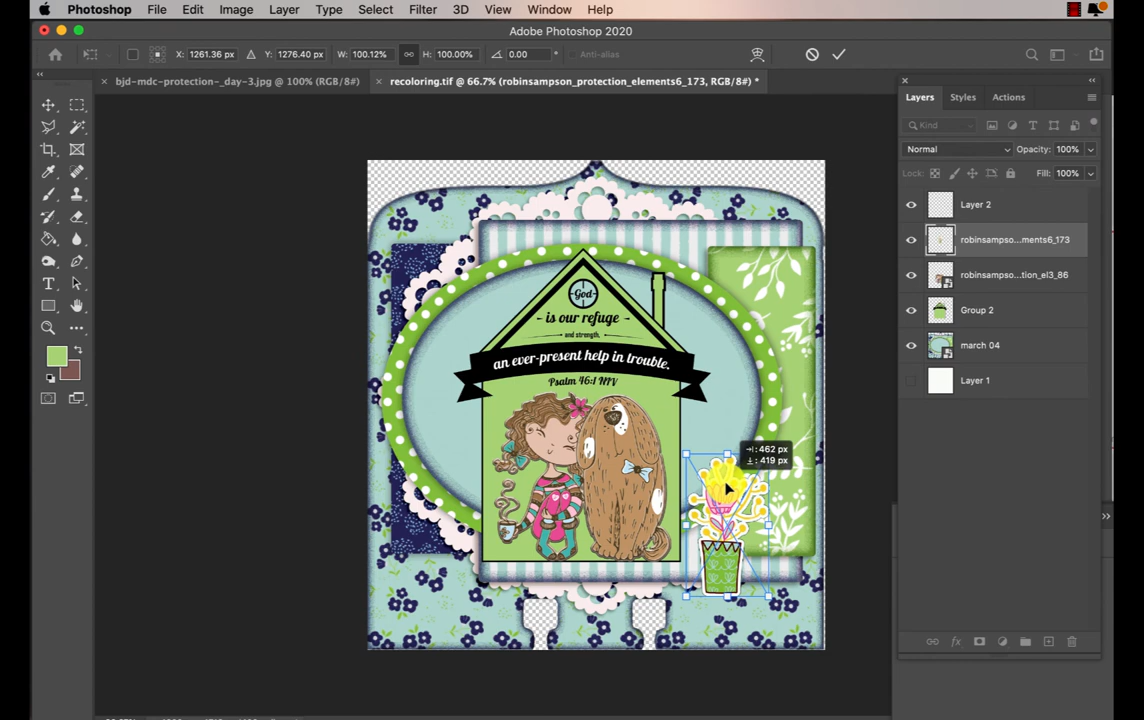 Photoshop File Edit Image Layer Type Select Filter 3D View Window Help
Adobe Photoshop 2020
X: 1261.36 px Y: 1276.40 px W: 100.12% H: 100.00% 0.00 ° Anti-alias
× bjd-mdc-protection-_day-3.jpg @ 100% (RGB/8#) × recoloring.tif @ 66.7% (robinsampson_protection_elements6_173, RGB/8#) *
Layers Styles Actions
Kind
Normal Opacity: 100%
Lock: Fill: 100%
Layer 2
robinsampso...ments6_173
robinsampso...tion_el3_86
Group 2
march 04
Layer 1
God
is our refuge
and strength,
an ever-present help in trouble.
Psalm 46:1 NIV
: 462 px
: 419 px